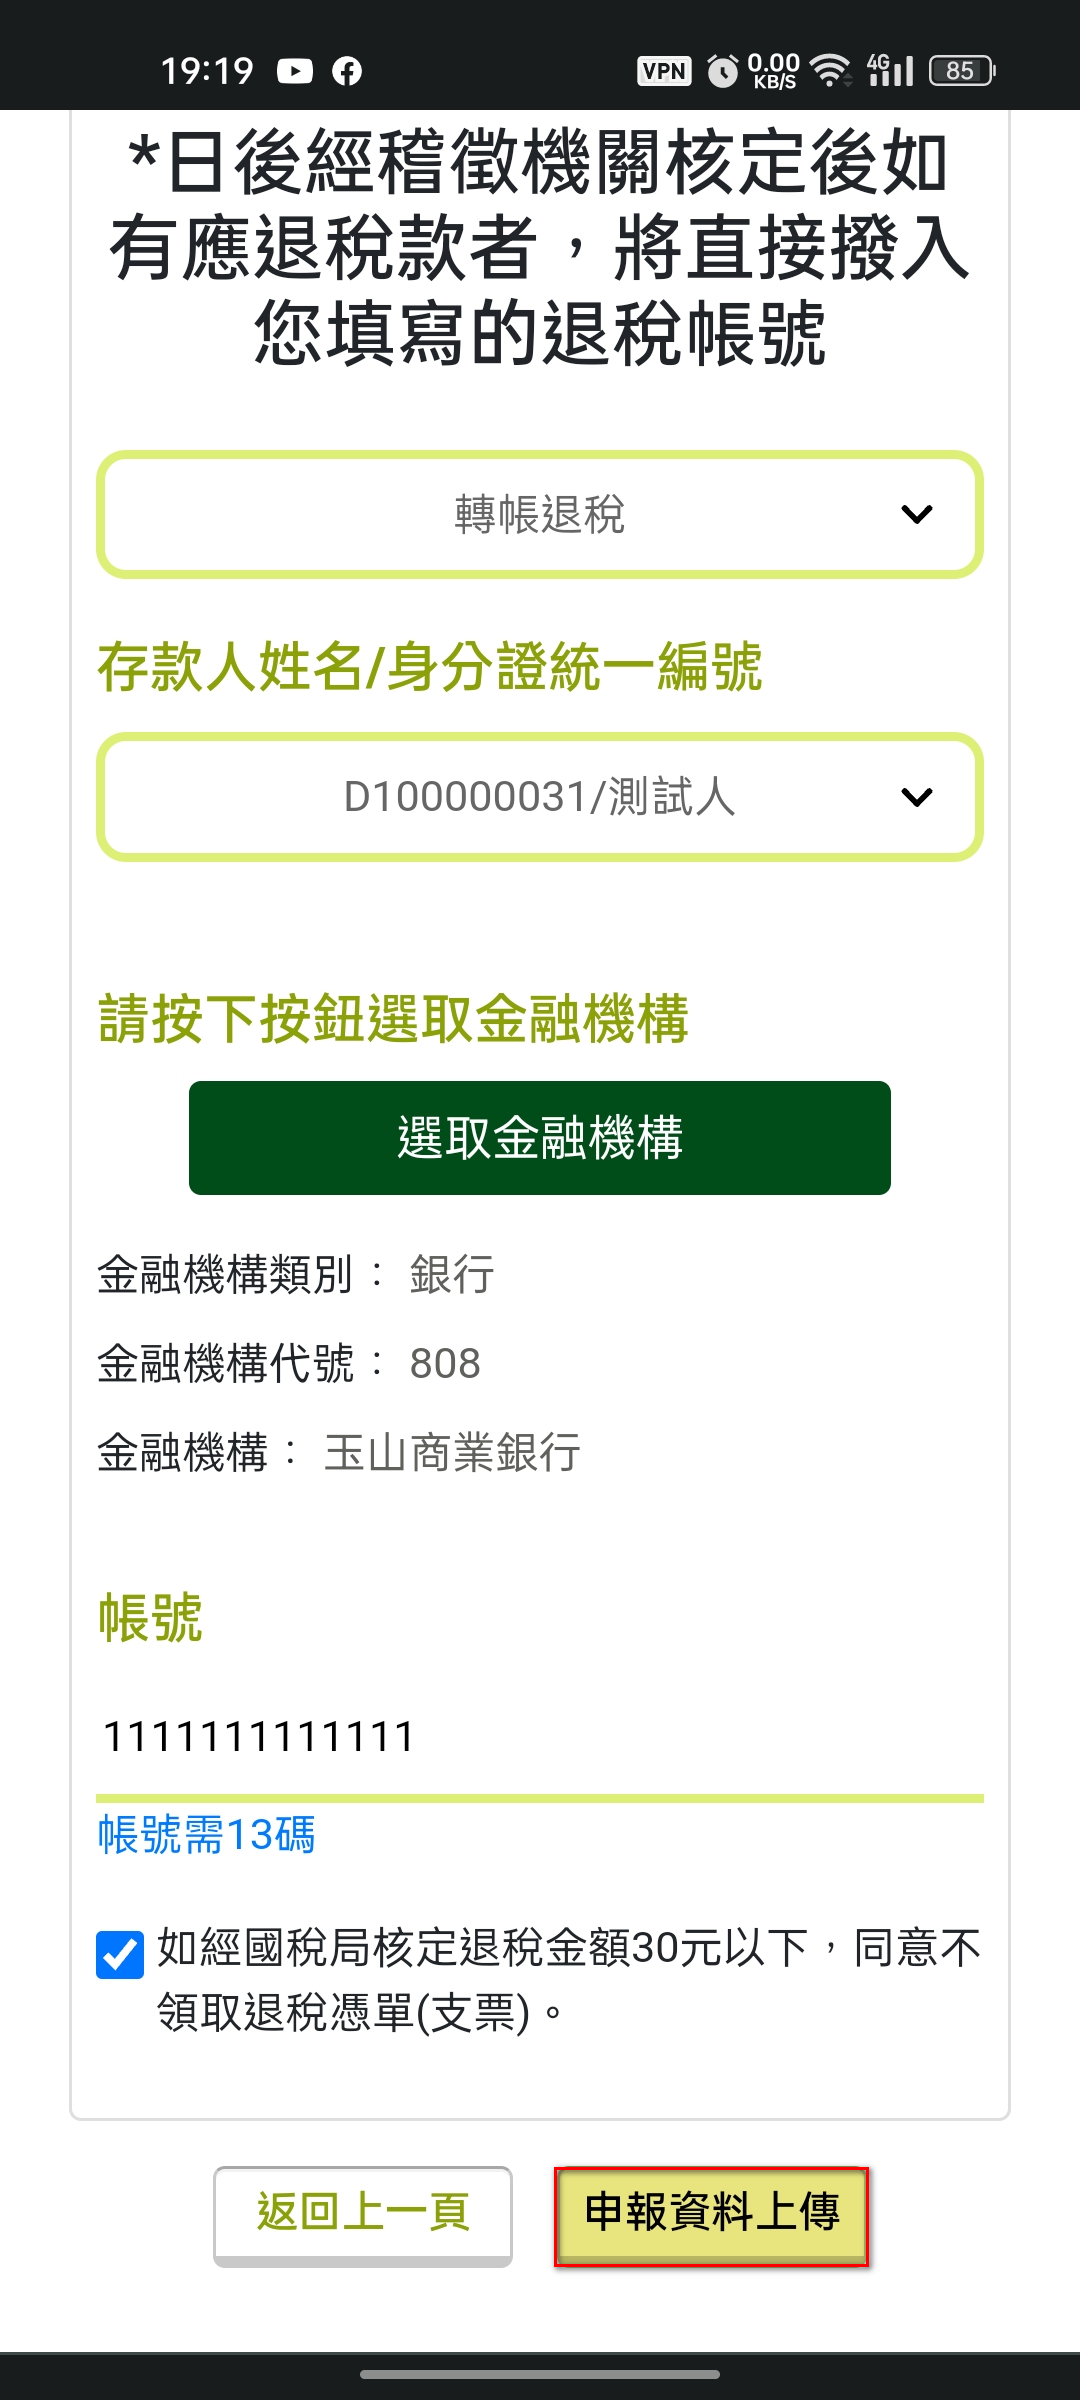 19:19 VPN 0.00 KB/S 4G 85
*日後經稽徵機關核定後如
有應退稅款者，將直接撥入
您填寫的退稅帳號
轉帳退稅
存款人姓名/身分證統一編號
D100000031/測試人
請按下按鈕選取金融機構
選取金融機構
金融機構類別： 銀行
金融機構代號： 808
金融機構： 玉山商業銀行
帳號
1111111111111
帳號需13碼
如經國稅局核定退稅金額30元以下，同意不
領取退稅憑單(支票)。
返回上一頁 申報資料上傳